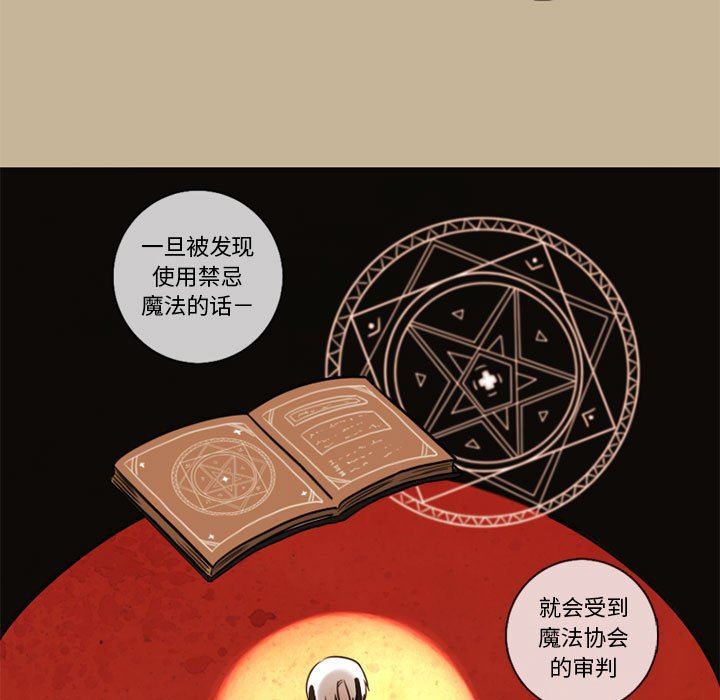 一旦被发现
使用禁忌
魔法的话—
就会受到
魔法协会
的审判